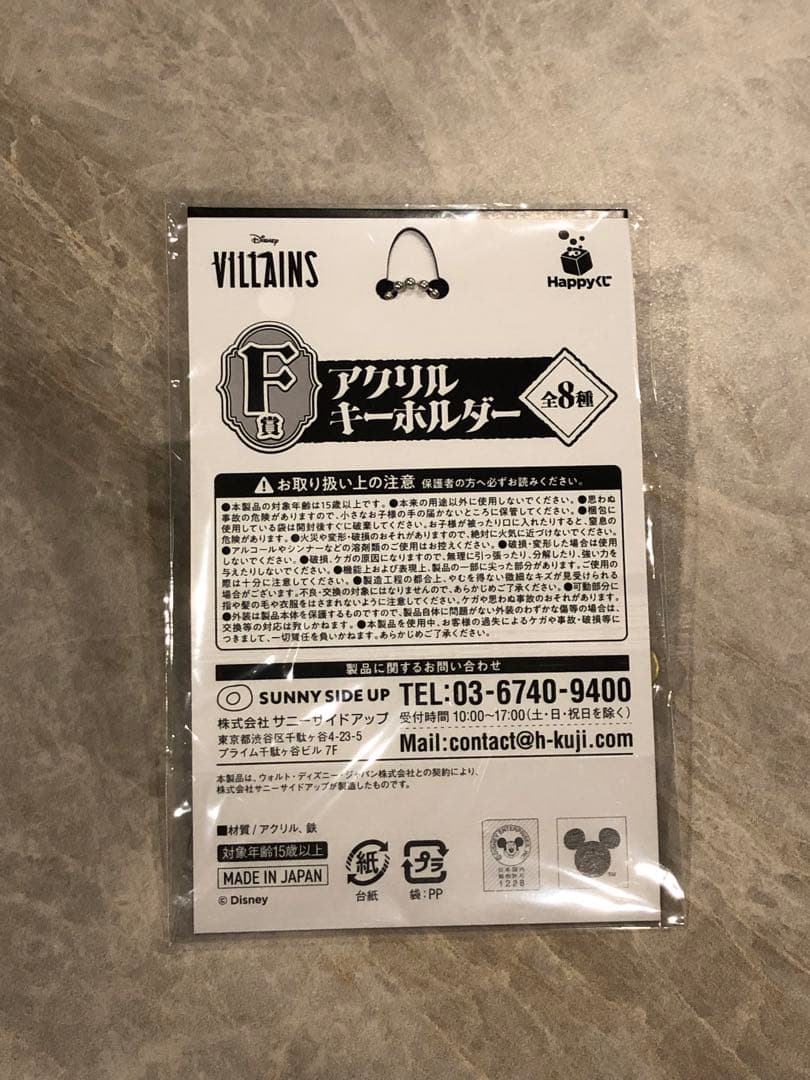 Disney
VILLAINS
Happyくじ
F賞
アクリル
キーホルダー
全8種
お取り扱い上の注意 保護者の方へ必ずお読みください。
●本製品の対象年齢は15歳以上です。●本来の用途以外に使用しないでください。●思わぬ
事故の危険がありますので、小さなお子様の手の届かないところに保管してください。●梱包に
使用している袋は開封後すぐに破棄してください。お子様が被ったり口に入れたりすると、窒息の
危険があります。●火災や変形・破損のおそれがありますので、絶対に火気に近づけないでください。
●アルコールやシンナーなどの溶剤類のご使用はお控えください。●破損・変形した場合は使用
しないでください。●破損、ケガの原因になりますので、無理に引っ張ったり、分解したり、強い力を
与えたりしないでください。●機能上および表現上、製品の一部に尖った部分があります。ご使用の
際は十分に注意してください。●製造工程の都合上、やむを得ない微細なキズが見受けられる
場合がございます。不良・交換の対象にはなりませんので、あらかじめご了承ください。●可動部分に
指や髪の毛や衣服をはさまれないように注意してください。ケガや思わぬ事故のおそれがあります。
●外装は製品本体を保護するものですので、製品自体に問題がない外装のわずかな傷等の場合は、
交換等の対応は致しかねます。●本製品を使用中、お客様の過失によるケガや事故・破損等に
つきまして、一切責任を負いかねます。あらかじめご了承ください。
製品に関するお問い合わせ
SUNNY SIDE UP
株式会社 サニーサイドアップ
東京都渋谷区千駄ヶ谷4-23-5
プライム千駄ヶ谷ビル 7F
TEL:03-6740-9400
受付時間 10:00〜17:00(土・日・祝日を除く)
Mail:contact@h-kuji.com
本製品は、ウォルト・ディズニー・ジャパン株式会社との契約により、
株式会社サニーサイドアップが製造したものです。
■材質/アクリル、鉄
対象年齢15歳以上
MADE IN JAPAN
© Disney
紙
台紙
プラ
袋:PP
©DISNEY ENTERPRISES, INC.
日本国内
販売許可
1228
TM